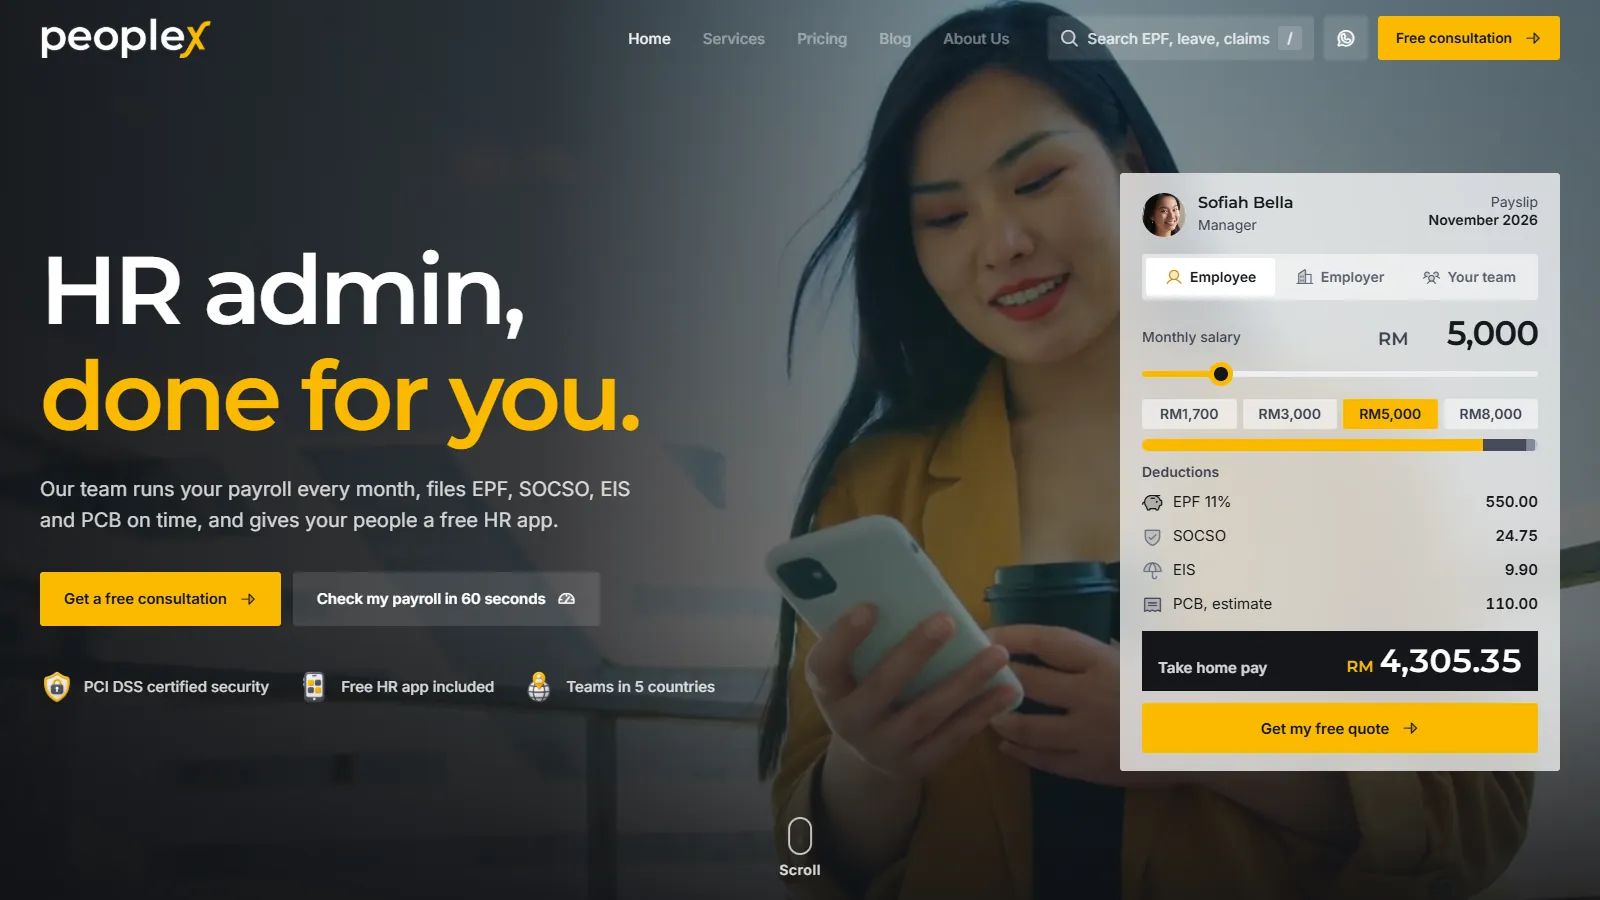 peoplex
Home
Services
Pricing
Blog
About Us
Search EPF, leave, claims /
Free consultation
HR admin,
done for you.
Our team runs your payroll every month, files EPF, SOCSO, EIS
and PCB on time, and gives your people a free HR app.
Get a free consultation
Check my payroll in 60 seconds
PCI DSS certified security
Free HR app included
Teams in 5 countries
Sofiah Bella
Manager
Payslip
November 2026
Employee
Employer
Your team
Monthly salary RM 5,000
RM1,700
RM3,000
RM5,000
RM8,000
Deductions
EPF 11% 550.00
SOCSO 24.75
EIS 9.90
PCB, estimate 110.00
Take home pay RM 4,305.35
Get my free quote
Scroll